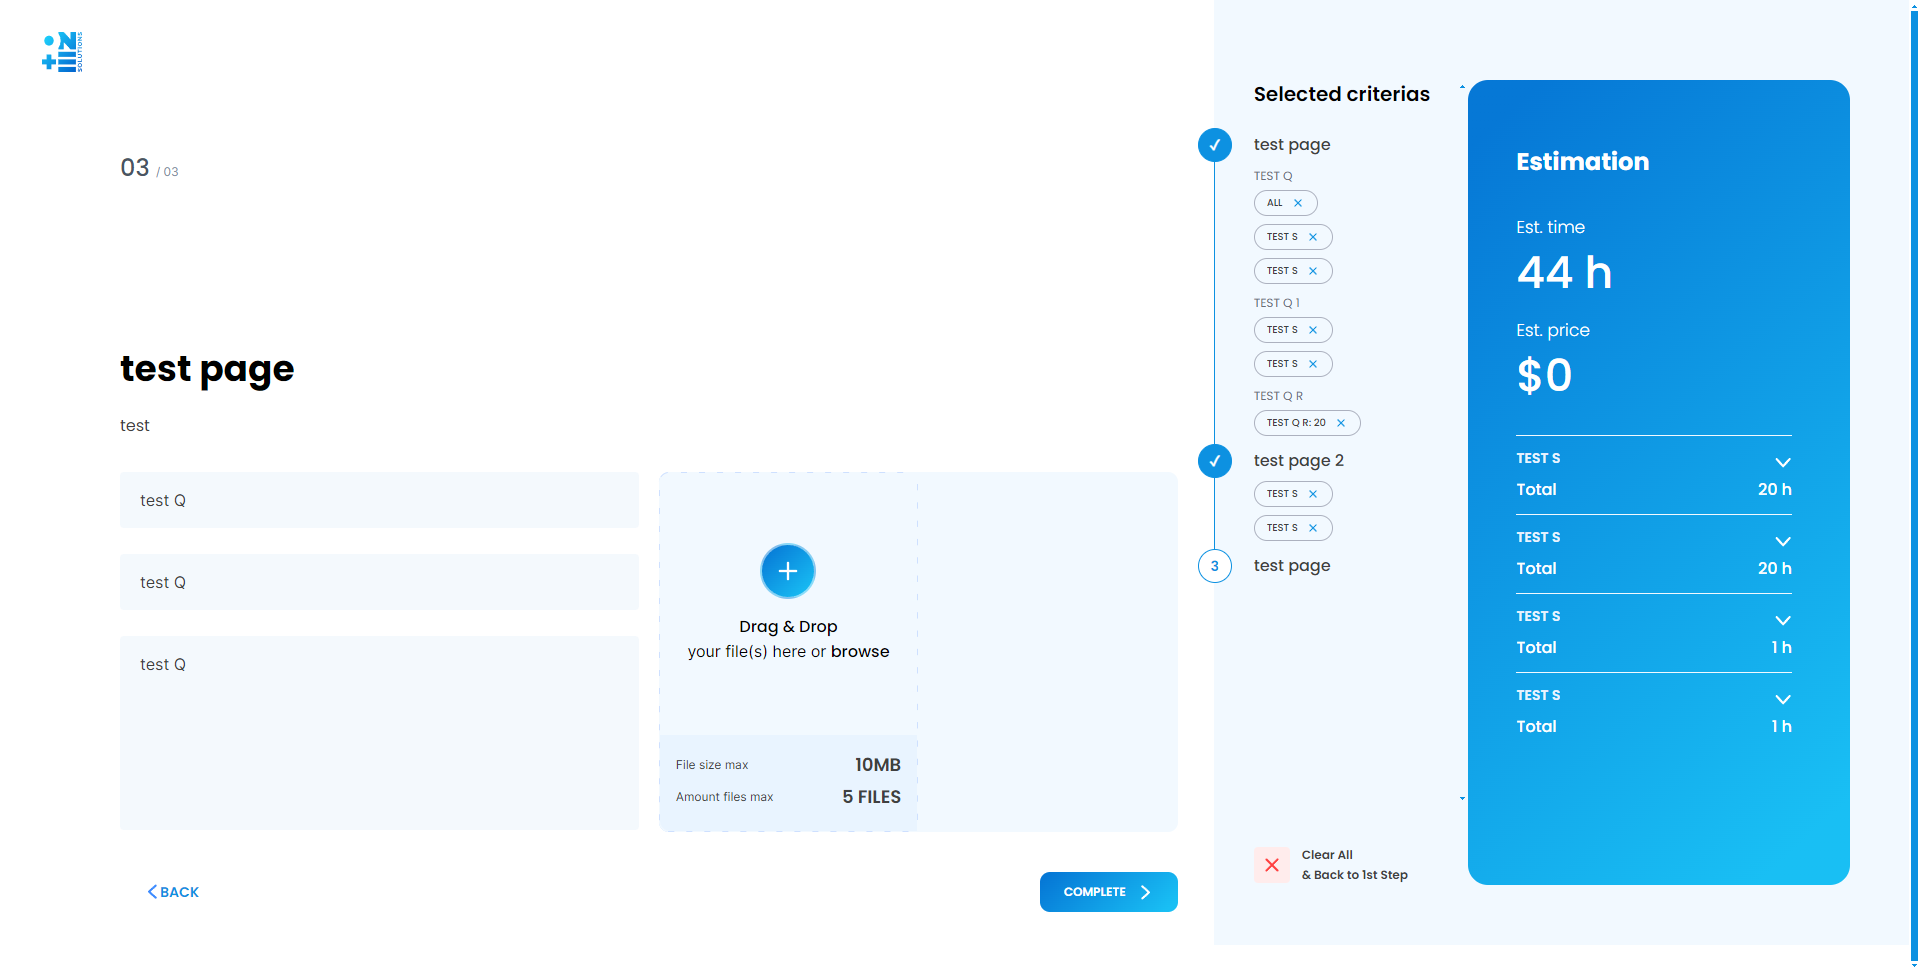 SOLUTIONS
03 / 03
test page
test
test Q
test Q
test Q
Drag & Drop
your file(s) here or browse
File size max 10MB
Amount files max 5 FILES
BACK
COMPLETE
Selected criterias
test page
TEST Q
ALL
TEST S
TEST S
TEST Q 1
TEST S
TEST S
TEST Q R
TEST Q R: 20
test page 2
TEST S
TEST S
3 test page
Clear All
& Back to 1st Step
Estimation
Est. time
44 h
Est. price
$0
TEST S
Total 20 h
TEST S
Total 20 h
TEST S
Total 1 h
TEST S
Total 1 h